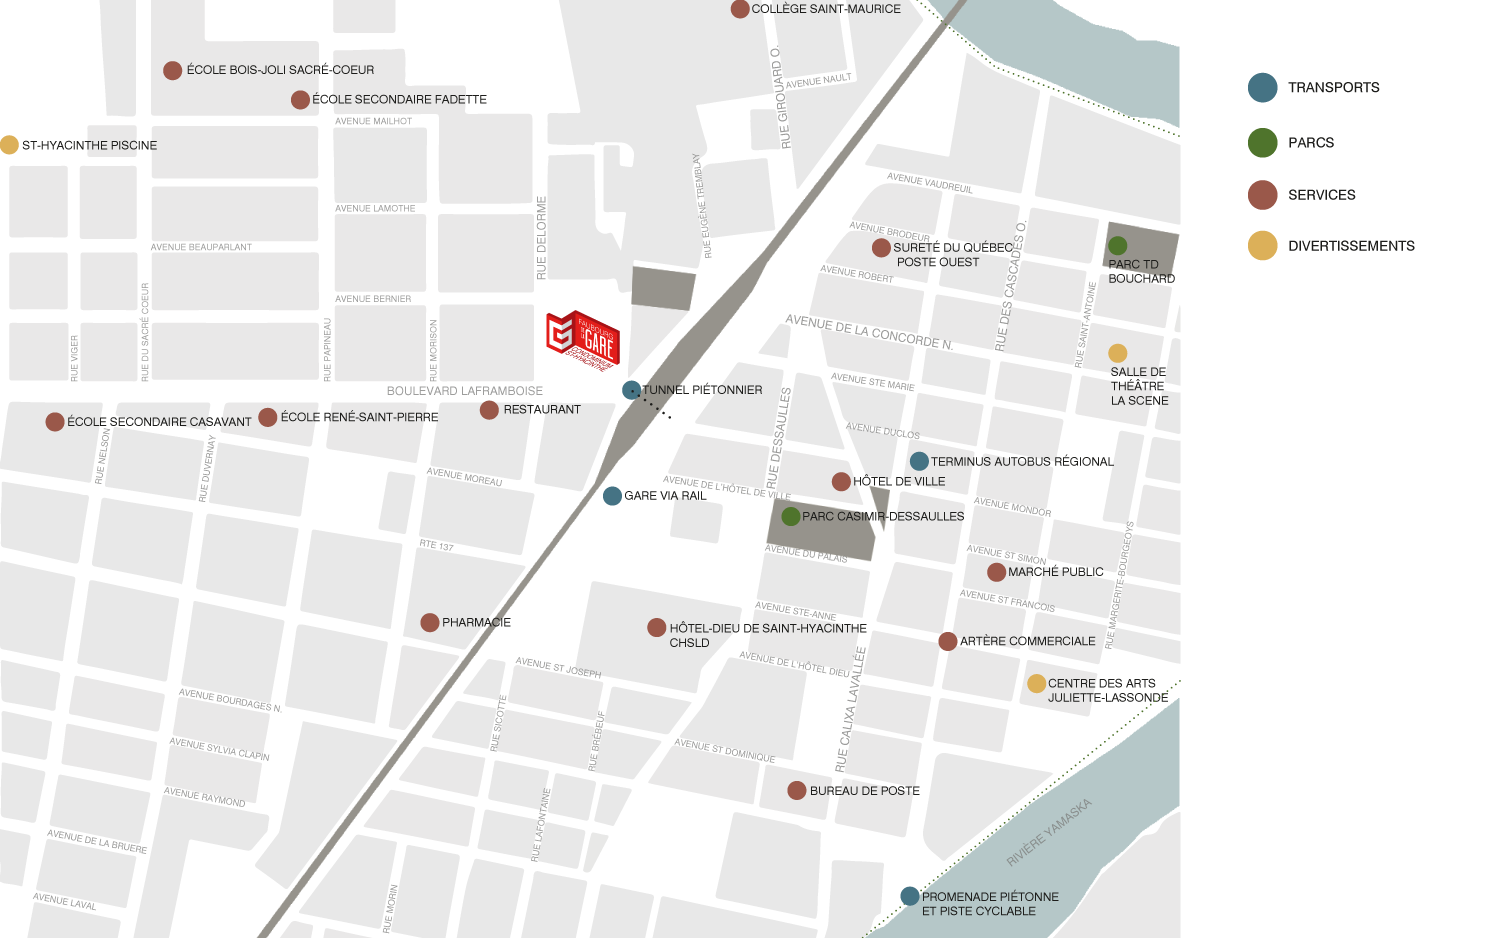 COLLÈGE SAINT-MAURICE
ÉCOLE BOIS-JOLI SACRÉ-COEUR
ÉCOLE SECONDAIRE FADETTE
AVENUE MAILHOT
ST-HYACINTHE PISCINE
AVENUE NAULT
RUE GIROUARD O.
TRANSPORTS
PARCS
SERVICES
DIVERTISSEMENTS
AVENUE VAUDREUIL
AVENUE LAMOTHE
RUE DELORME
RUE EUGÈNE TREMBLAY
AVENUE BEAUPARLANT
AVENUE BRODEUR
SURETÉ DU QUÉBEC
POSTE OUEST
AVENUE ROBERT
RUE DES CASCADES O.
PARC TD
BOUCHARD
AVENUE BERNIER
RUE VIGER
RUE DU SACRÉ COEUR
RUE PAPINEAU
RUE MORISON
FAUBOURG
DE LA
GARE
CONDOMINIUM
ST-HYACINTHE
AVENUE DE LA CONCORDE N.
RUE SAINT-ANTOINE
SALLE DE
THÉÂTRE
LA SCENE
BOULEVARD LAFRAMBOISE
TUNNEL PIÉTONNIER
AVENUE STE MARIE
RESTAURANT
ÉCOLE SECONDAIRE CASAVANT
ÉCOLE RENÉ-SAINT-PIERRE
RUE NELSON
RUE DUVERNAY
AVENUE MOREAU
RUE DESSAULLES
AVENUE DUCLOS
TERMINUS AUTOBUS RÉGIONAL
HÔTEL DE VILLE
AVENUE DE L'HÔTEL DE VILLE
GARE VIA RAIL
PARC CASIMIR-DESSAULLES
AVENUE MONDOR
RTE 137
AVENUE DU PALAIS
AVENUE ST SIMON
MARCHÉ PUBLIC
AVENUE ST FRANCOIS
RUE MARGERITE-BOURGEOYS
AVENUE STE-ANNE
PHARMACIE
HÔTEL-DIEU DE SAINT-HYACINTHE
CHSLD
ARTÈRE COMMERCIALE
AVENUE DE L'HÔTEL DIEU
AVENUE ST JOSEPH
CENTRE DES ARTS
JULIETTE-LASSONDE
AVENUE BOURDAGES N.
RUE SICOTTE
RUE BRÉBEUF
RUE CALIXA LAVALLÉE
AVENUE SYLVIA CLAPIN
AVENUE ST DOMINIQUE
AVENUE RAYMOND
BUREAU DE POSTE
RUE LAFONTAINE
RIVIÈRE YAMASKA
AVENUE DE LA BRUERE
AVENUE LAVAL
RUE MORIN
PROMENADE PIÉTONNE
ET PISTE CYCLABLE